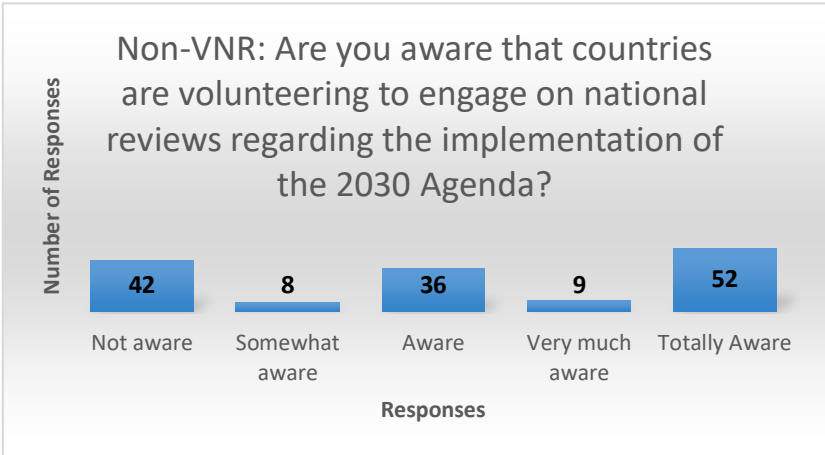 Non-VNR: Are you aware that countries
are volunteering to engage on national
reviews regarding the implementation of
the 2030 Agenda?
Number of Responses
42
8
36
9
52
Not aware
Somewhat
aware
Aware
Very much
aware
Totally Aware
Responses